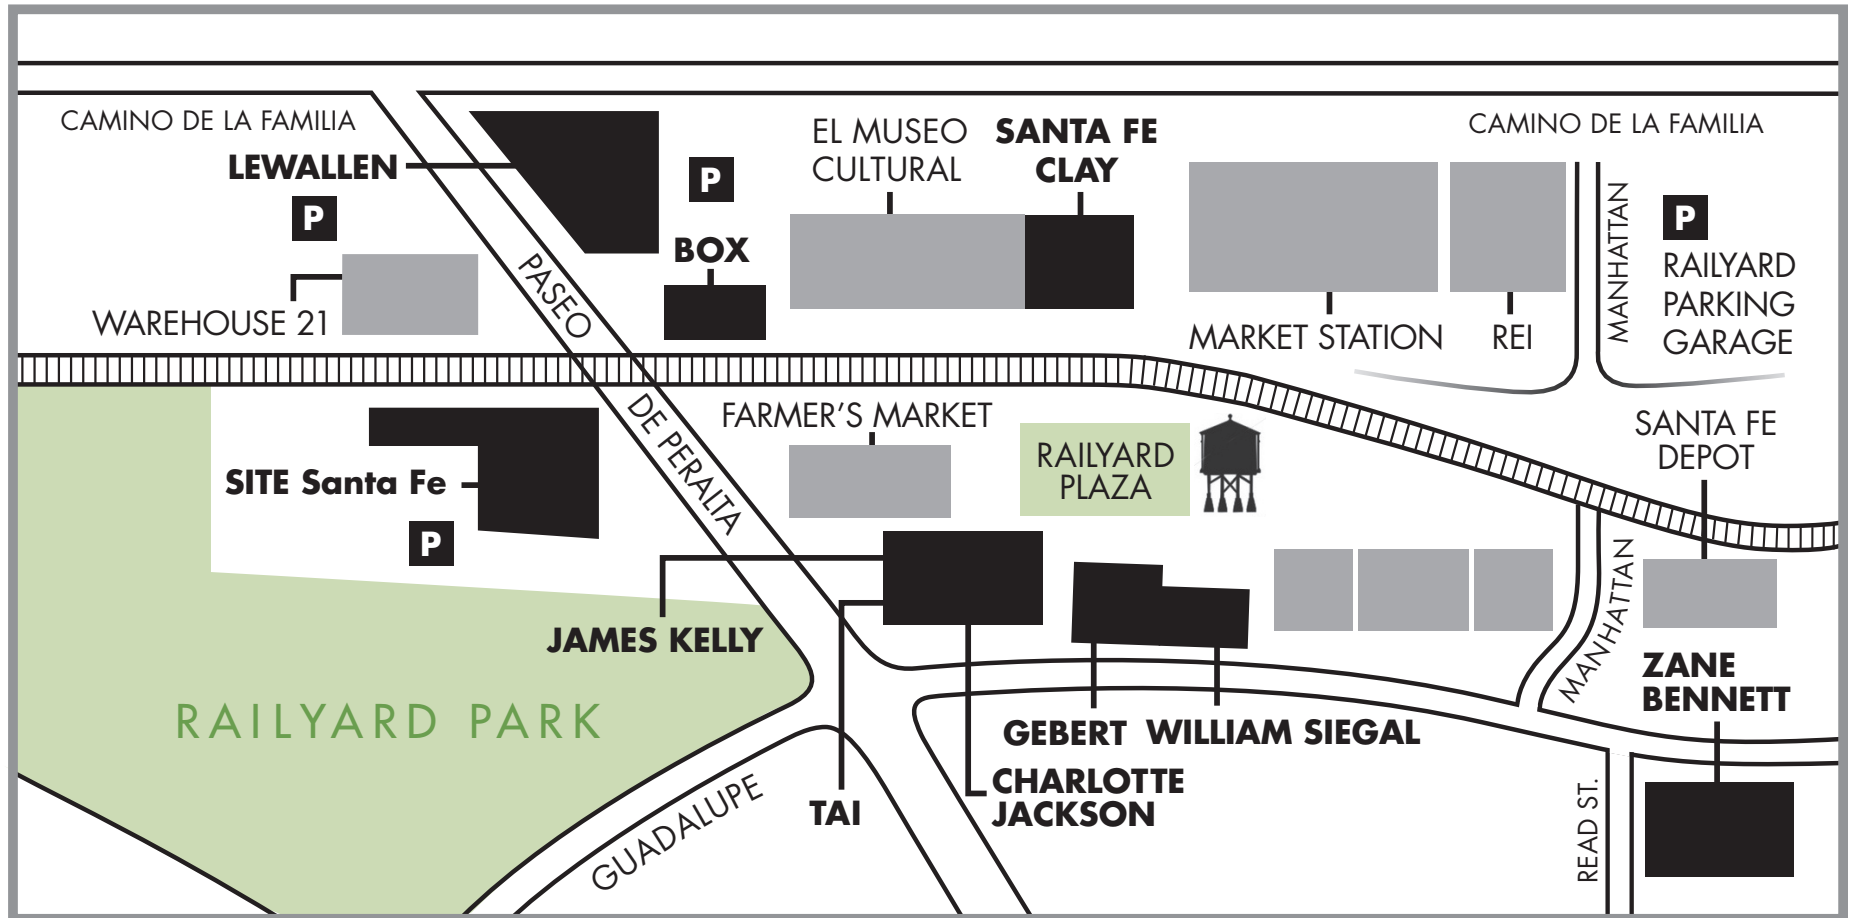 CAMINO DE LA FAMILIA
LEWALLEN
P
WAREHOUSE 21
P
BOX
EL MUSEO
CULTURAL
SANTA FE
CLAY
CAMINO DE LA FAMILIA
MARKET STATION
REI
MANHATTAN
P
RAILYARD
PARKING
GARAGE
PASEO
DE PERALTA
SITE Santa Fe
P
FARMER’S MARKET
RAILYARD
PLAZA
SANTA FE
DEPOT
JAMES KELLY
RAILYARD PARK
GUADALUPE
TAI
CHARLOTTE
JACKSON
GEBERT
WILLIAM SIEGAL
MANHATTAN
ZANE
BENNETT
READ ST.